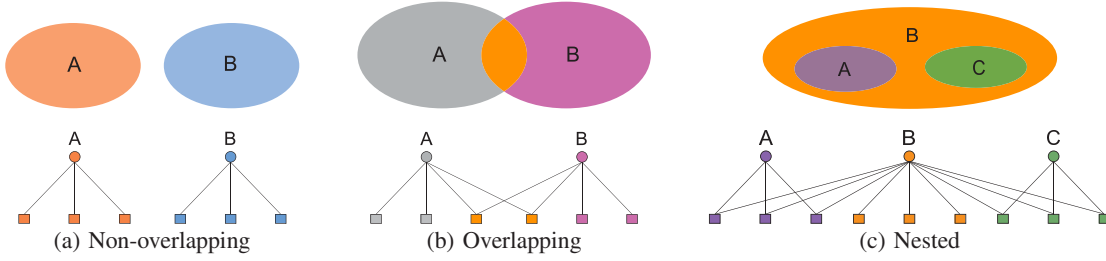 A B
A B
B
A C
A B
A B
A B C
(a) Non-overlapping
(b) Overlapping
(c) Nested